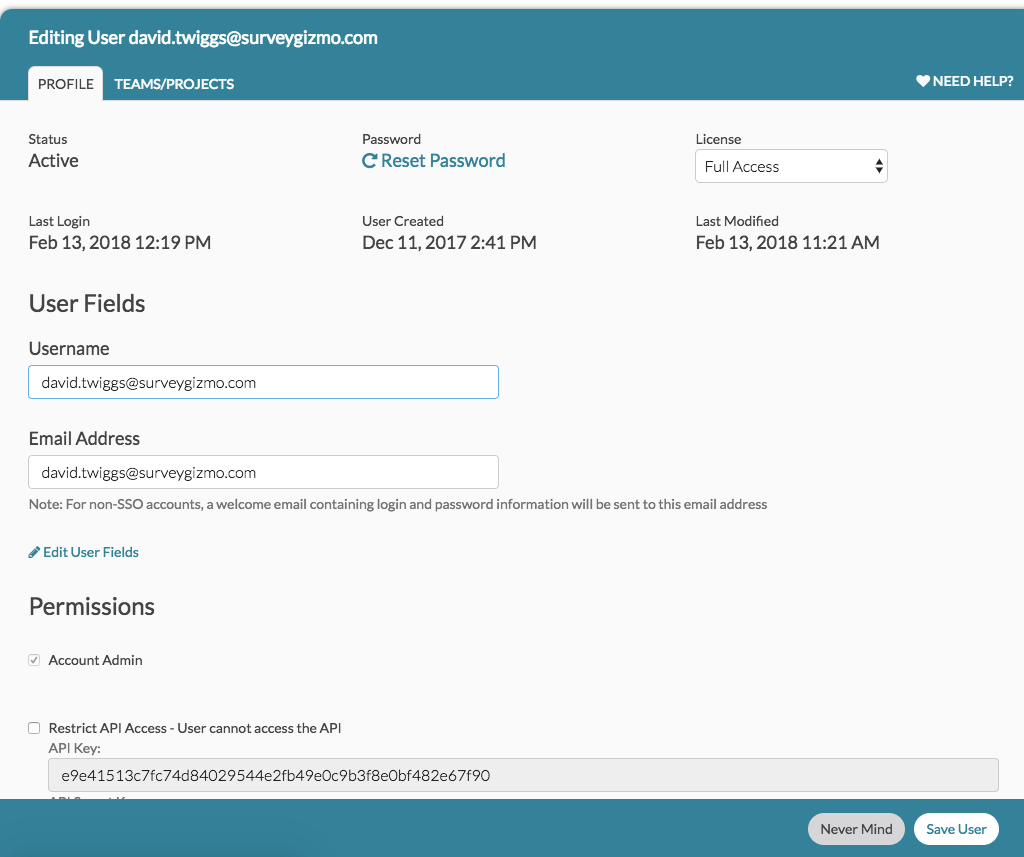 Editing User david.twiggs@surveygizmo.com
PROFILE TEAMS/PROJECTS NEED HELP?
Status Password License
Active Reset Password Full Access
Last Login User Created Last Modified
Feb 13, 2018 12:19 PM Dec 11, 2017 2:41 PM Feb 13, 2018 11:21 AM
User Fields
Username
david.twiggs@surveygizmo.com
Email Address
david.twiggs@surveygizmo.com
Note: For non-SSO accounts, a welcome email containing login and password information will be sent to this email address
Edit User Fields
Permissions
Account Admin
Restrict API Access - User cannot access the API
API Key:
e9e41513c7fc74d84029544e2fb49e0c9b3f8e0bf482e67f90
Never Mind Save User